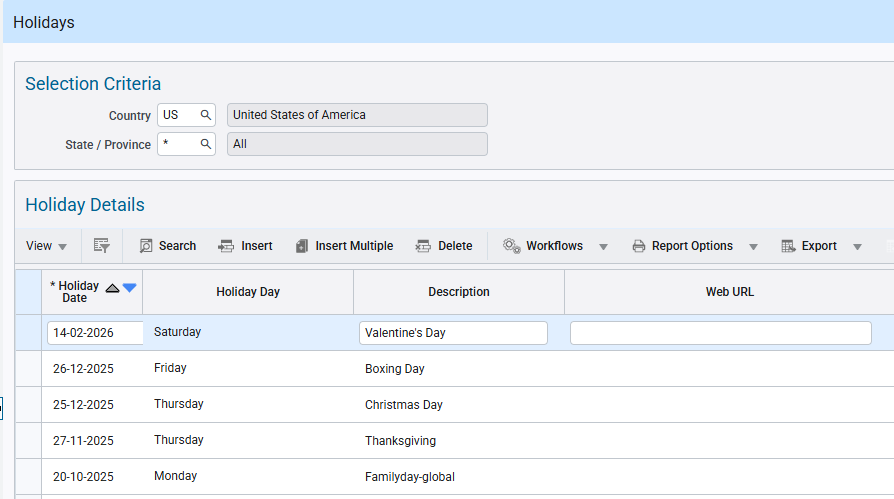 Holidays
Selection Criteria
Country US United States of America
State / Province * All
Holiday Details
View Search Insert Insert Multiple Delete Workflows Report Options Export
* Holiday Date Holiday Day Description Web URL
14-02-2026 Saturday Valentine's Day
26-12-2025 Friday Boxing Day
25-12-2025 Thursday Christmas Day
27-11-2025 Thursday Thanksgiving
20-10-2025 Monday Familyday-global